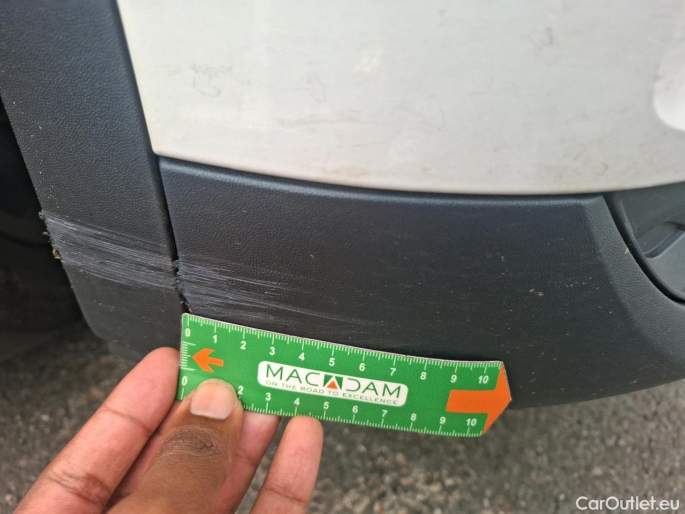 0 1 2 3 4 5 6 7 8 9 10
MACADAM
ON THE ROAD TO EXCELLENCE
0 2 3 4 5 6 7 8 9 10
CarOutlet.eu